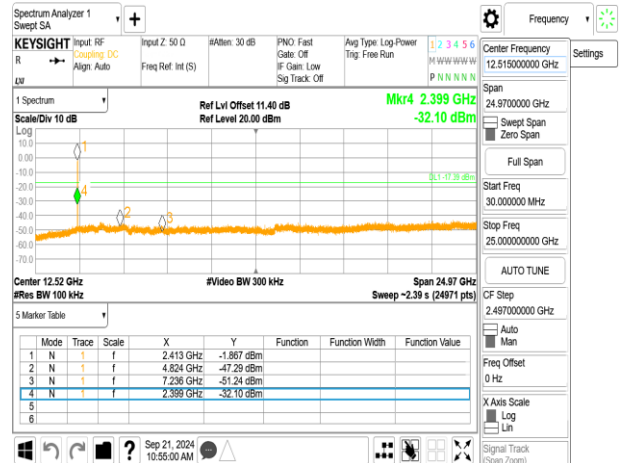 Spectrum Analyzer 1
Swept SA
+
Frequency
KEYSIGHT
R
Input: RF
Coupling: DC
Align: Auto
Input Z: 50 Ω
Freq Ref: Int (S)
#Atten: 30 dB
PNO: Fast
Gate: Off
IF Gain: Low
Sig Track: Off
Avg Type: Log-Power
Trig: Free Run
1 2 3 4 5 6
M W W W W W
P N N N N N
1 Spectrum
Scale/Div 10 dB
Ref Lvl Offset 11.40 dB
Ref Level 20.00 dBm
Mkr4 2.399 GHz
-32.10 dBm
Log
10.0
0.00
-10.0
-20.0
-30.0
-40.0
-50.0
-60.0
-70.0
1
4
2
3
DL1 -17.35 dBm
Center 12.52 GHz
#Res BW 100 kHz
#Video BW 300 kHz
Span 24.97 GHz
Sweep ~2.39 s (24971 pts)
5 Marker Table
Mode Trace Scale X Y Function Function Width Function Value
1 N 1 f 2.413 GHz -1.867 dBm
2 N 1 f 4.824 GHz -47.29 dBm
3 N 1 f 7.236 GHz -51.24 dBm
4 N 1 f 2.399 GHz -32.10 dBm
5
6
?
Sep 21, 2024
10:55:00 AM
Center Frequency
12.515000000 GHz
Settings
Span
24.9700000 GHz
Swept Span
Zero Span
Full Span
Start Freq
30.000000 MHz
Stop Freq
25.000000000 GHz
AUTO TUNE
CF Step
2.497000000 GHz
Auto
Man
Freq Offset
0 Hz
X Axis Scale
Log
Lin
Signal Track
(Span Zoom)